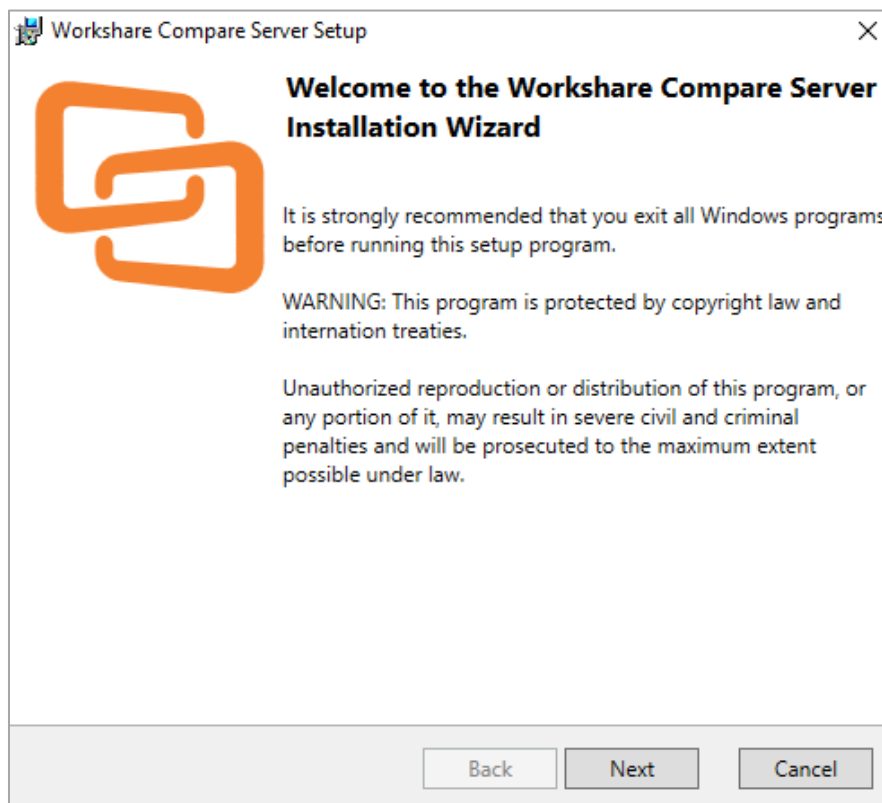 Workshare Compare Server Setup
Welcome to the Workshare Compare Server
Installation Wizard
It is strongly recommended that you exit all Windows programs
before running this setup program.
WARNING: This program is protected by copyright law and
internation treaties.
Unauthorized reproduction or distribution of this program, or
any portion of it, may result in severe civil and criminal
penalties and will be prosecuted to the maximum extent
possible under law.
Back Next Cancel